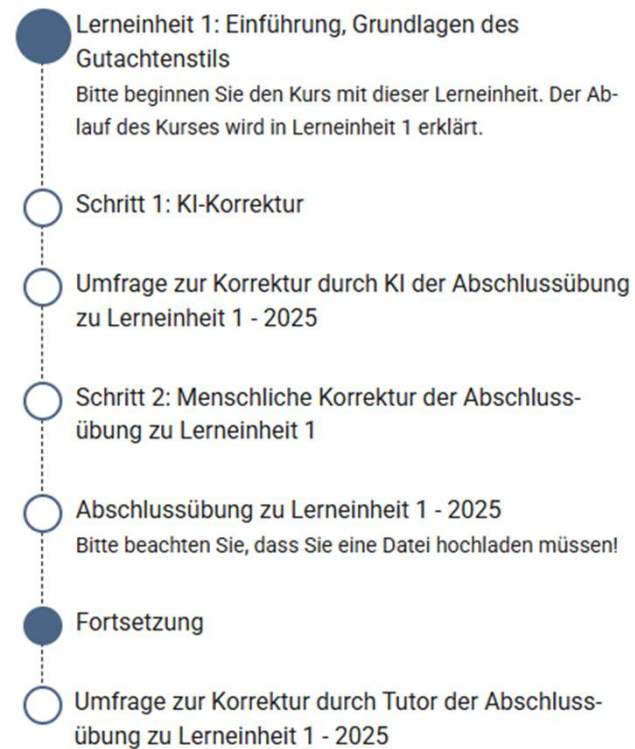 Lerneinheit 1: Einführung, Grundlagen des
Gutachtenstils
Bitte beginnen Sie den Kurs mit dieser Lerneinheit. Der Ab-
lauf des Kurses wird in Lerneinheit 1 erklärt.
Schritt 1: KI-Korrektur
Umfrage zur Korrektur durch KI der Abschlussübung
zu Lerneinheit 1 - 2025
Schritt 2: Menschliche Korrektur der Abschluss-
übung zu Lerneinheit 1
Abschlussübung zu Lerneinheit 1 - 2025
Bitte beachten Sie, dass Sie eine Datei hochladen müssen!
Fortsetzung
Umfrage zur Korrektur durch Tutor der Abschluss-
übung zu Lerneinheit 1 - 2025